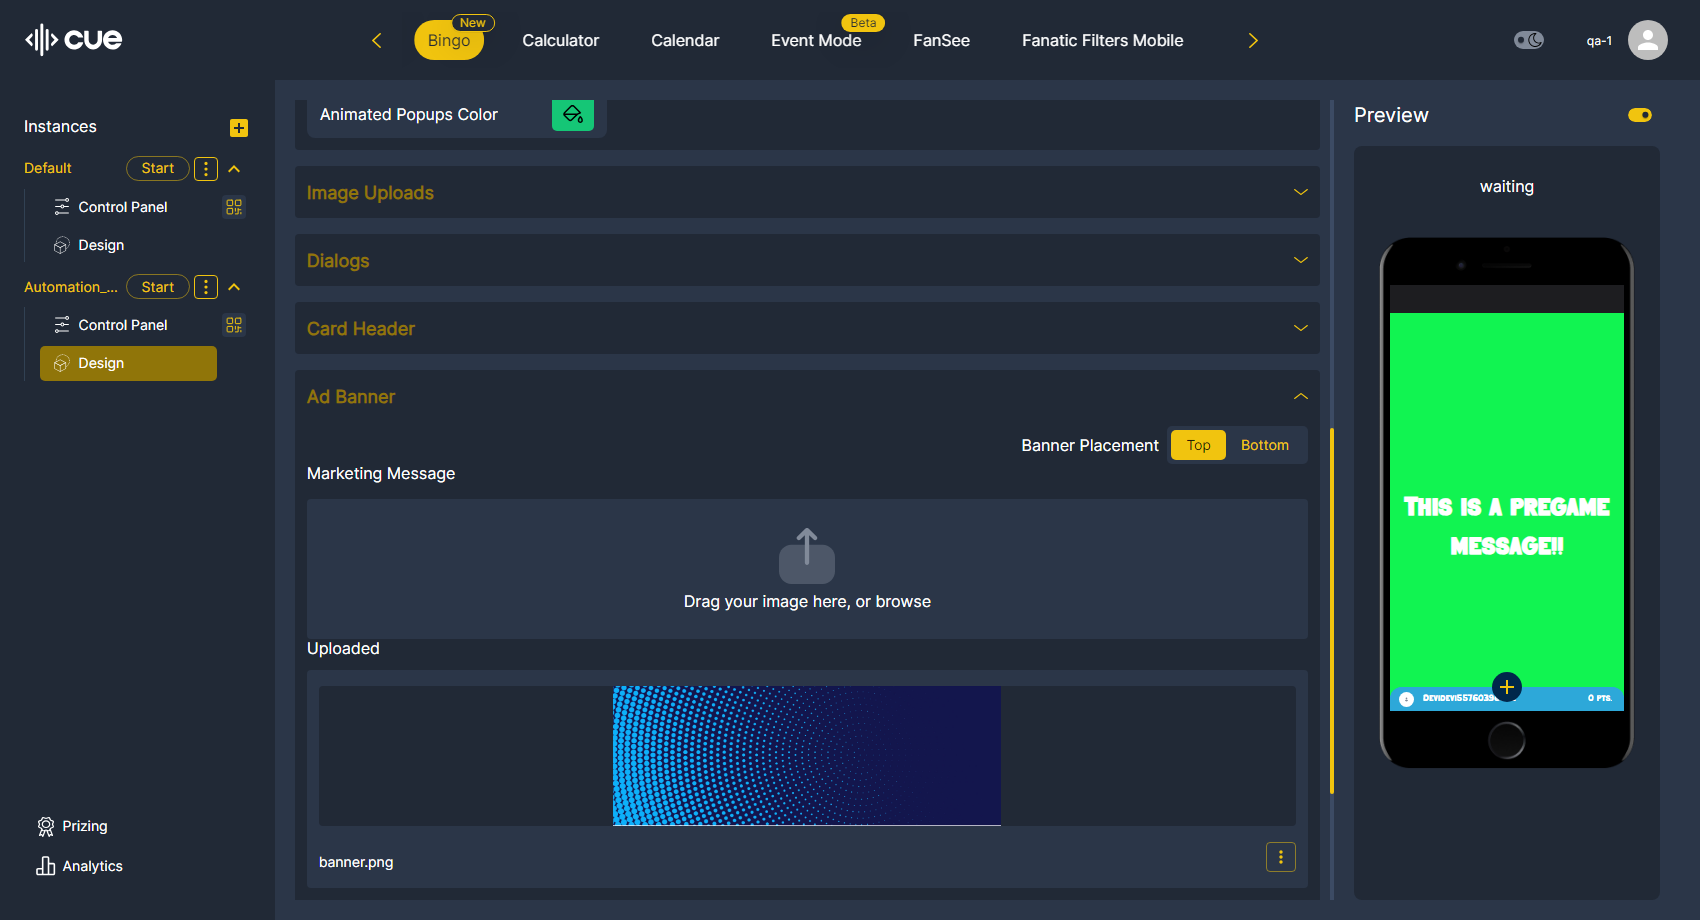 cue
New
Bingo
Calculator
Calendar
Event Mode
Beta
FanSee
Fanatic Filters Mobile
qa-1
Instances
Default
Start
Control Panel
Design
Automation_...
Start
Control Panel
Design
Prizing
Analytics
Animated Popups Color
Image Uploads
Dialogs
Card Header
Ad Banner
Banner Placement
Top
Bottom
Marketing Message
Drag your image here, or browse
Uploaded
banner.png
Preview
waiting
This is a pregame
message!!
0 pts.